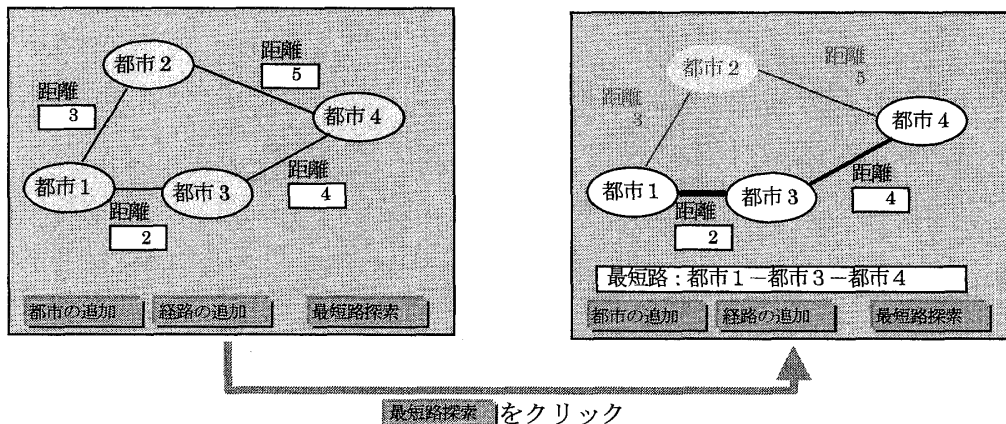 都市2
距離
5
距離
3
都市4
都市1
都市3
距離
4
距離
2
都市の追加 経路の追加 最短路探索
都市2
距離
5
距離
3
都市4
都市1
都市3
距離
4
距離
2
最短路:都市1-都市3-都市4
都市の追加 経路の追加 最短路探索
最短路探索 をクリック